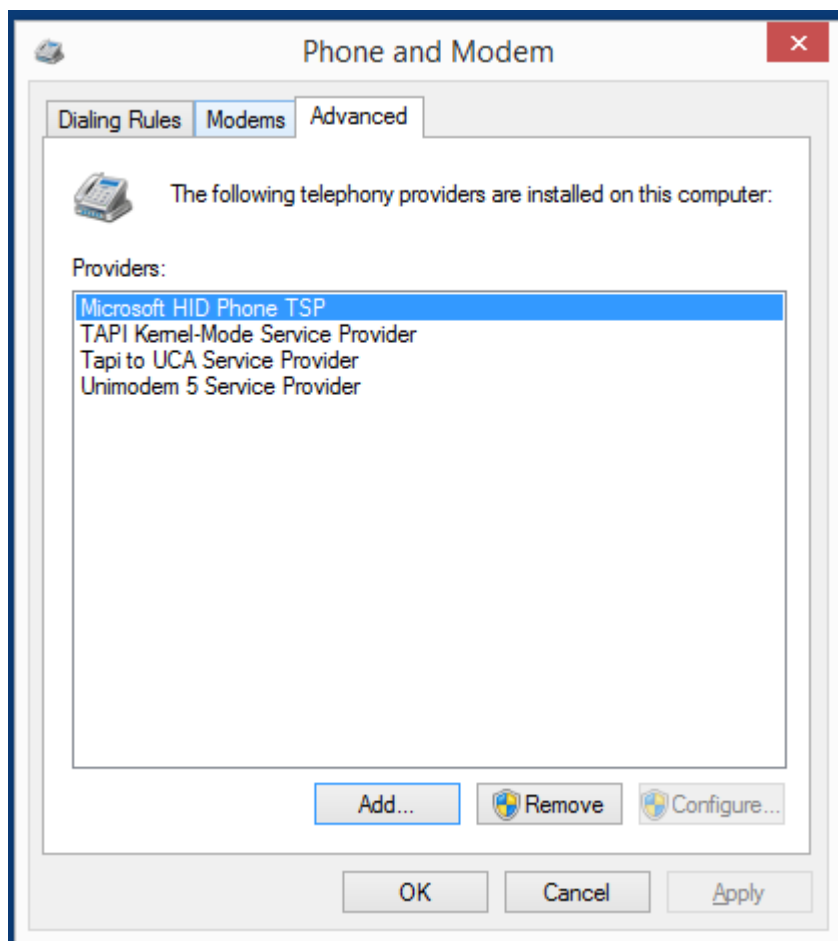 Phone and Modem
Dialing Rules Modems Advanced
The following telephony providers are installed on this computer:
Providers:
Microsoft HID Phone TSP
TAPI Kernel-Mode Service Provider
Tapi to UCA Service Provider
Unimodem 5 Service Provider
Add... Remove Configure...
OK Cancel Apply